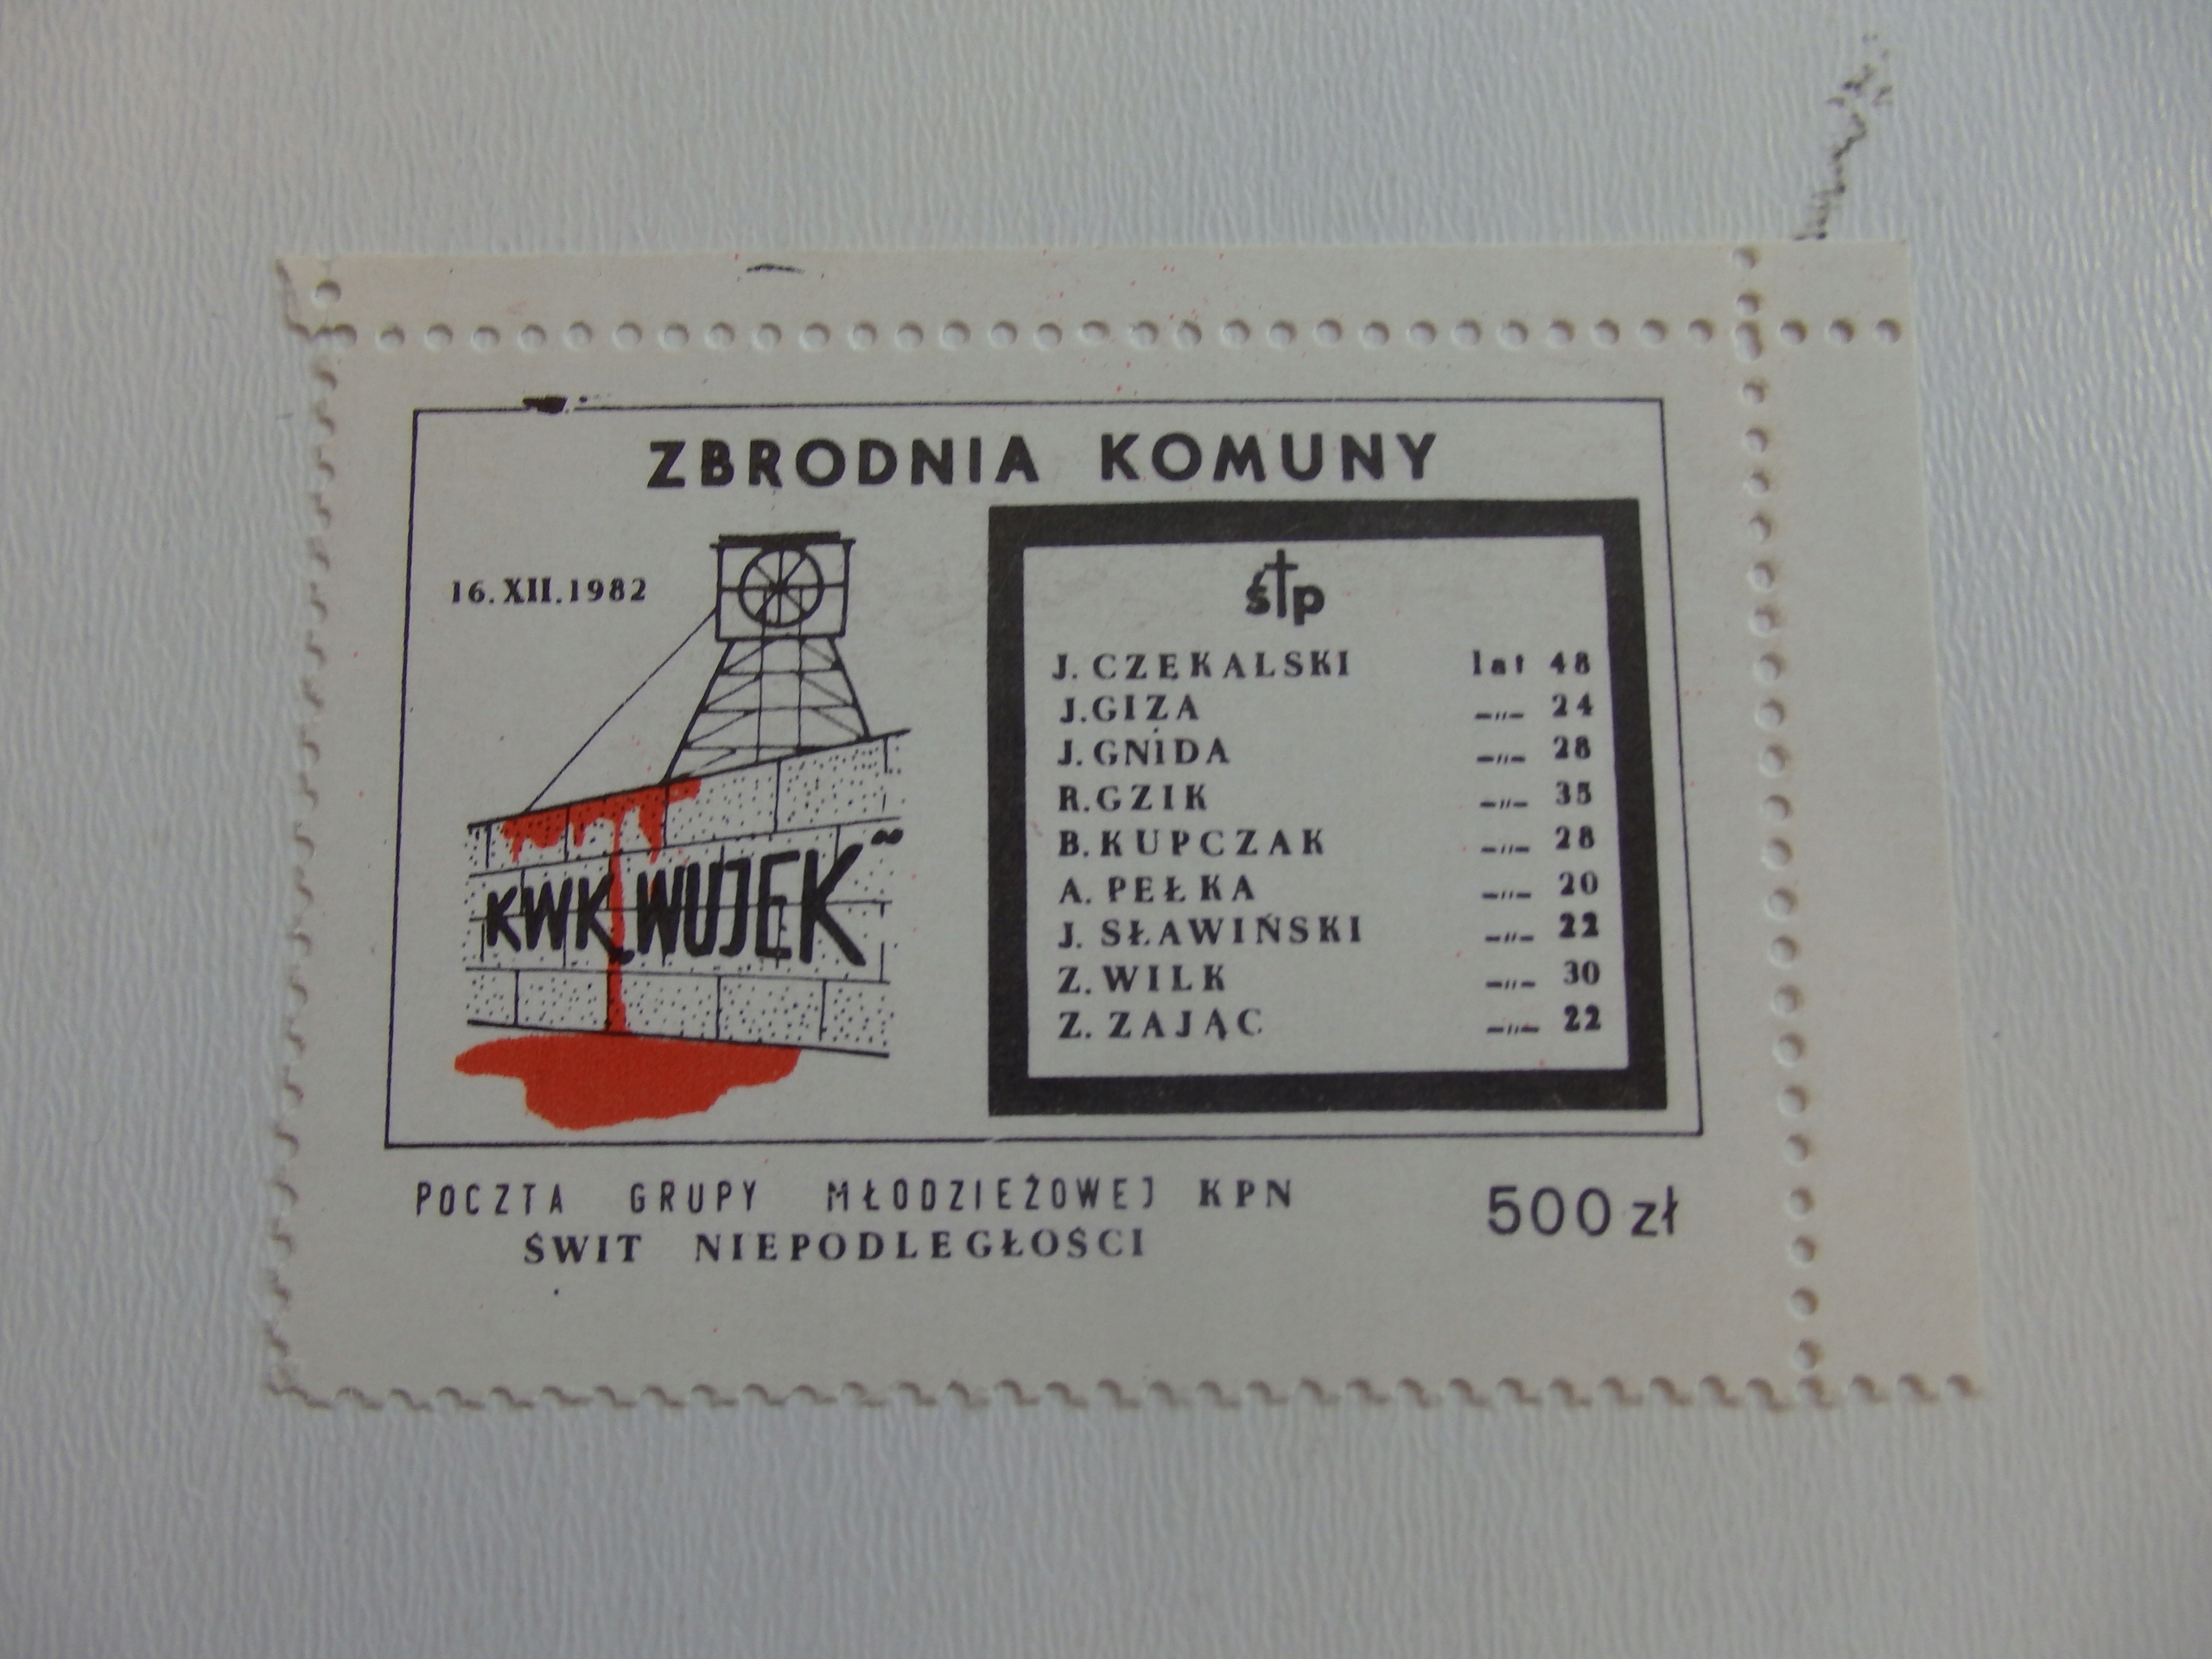 ZBRODNIA KOMUNY
16.XII.1982
KWK „WUJEK”
ś†p
J. CZEKALSKI lat 48
J.GIZA —„— 24
J.GNIDA —„— 28
R.GZIK —„— 35
B.KUPCZAK —„— 28
A. PEŁKA —„— 20
J. SŁAWIŃSKI —„— 22
Z.WILK —„— 30
Z. ZAJĄC —„— 22
POCZTA GRUPY MŁODZIEŻOWEJ KPN
ŚWIT NIEPODLEGŁOŚCI
500 zł